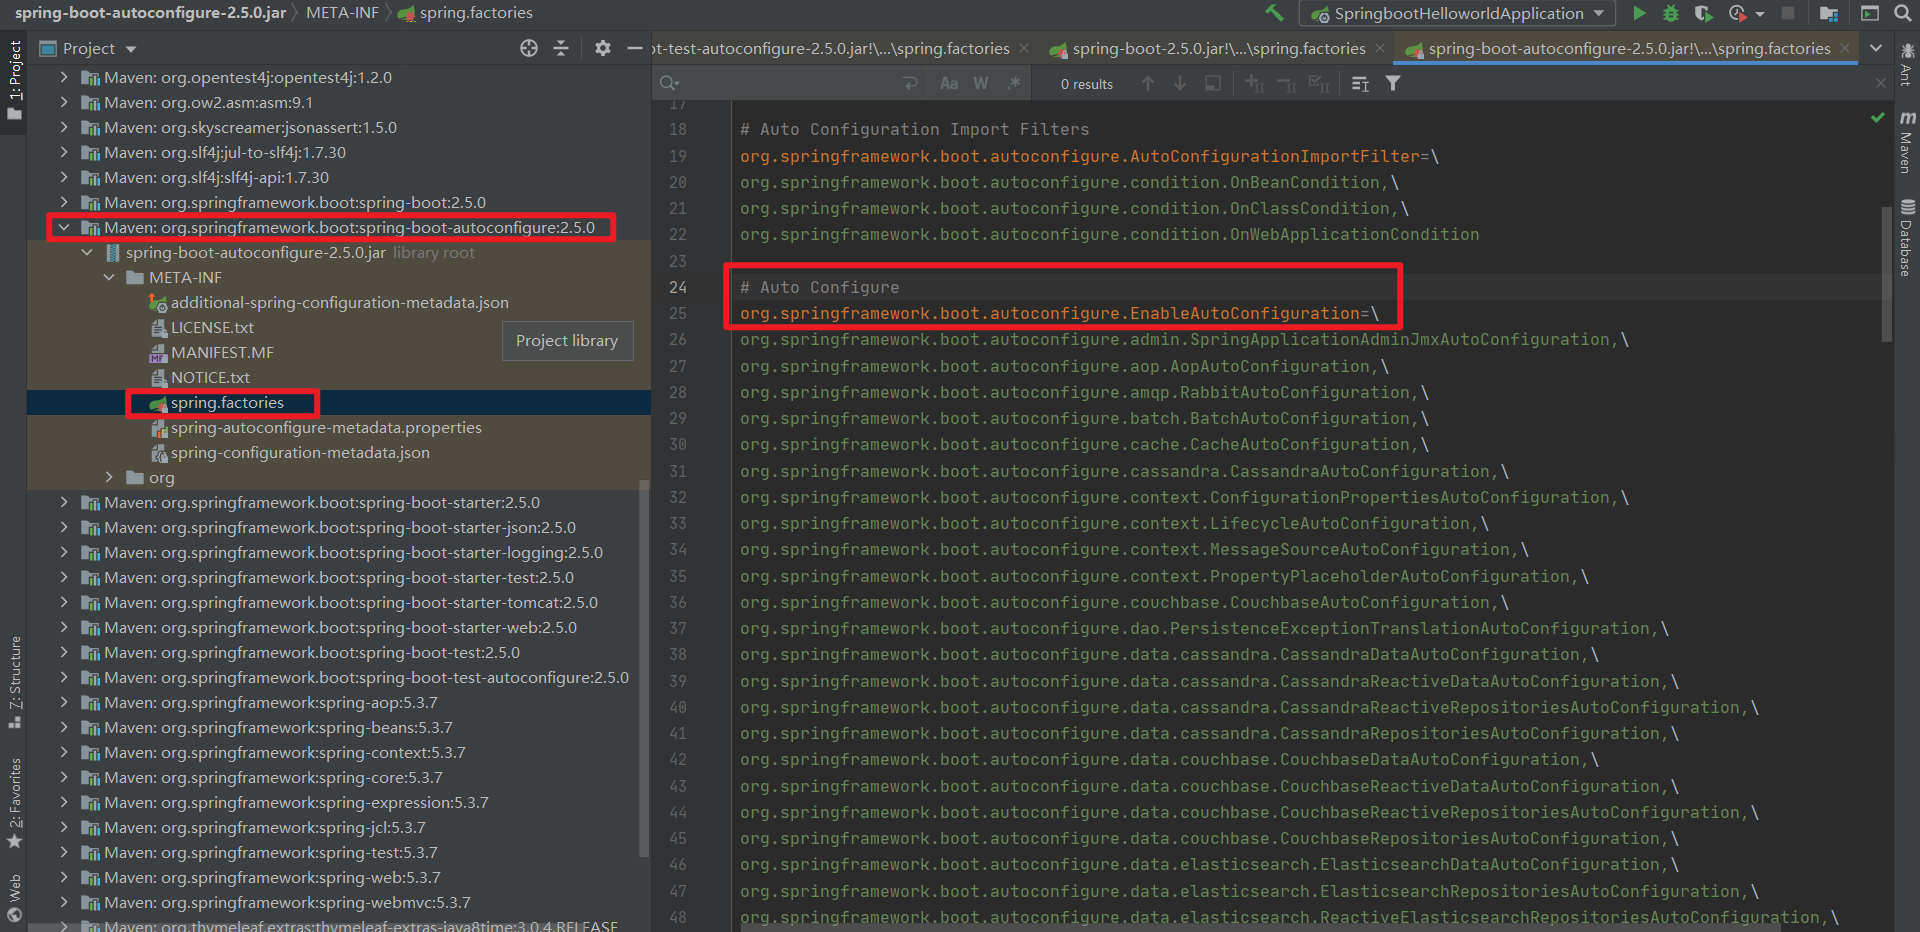 spring-boot-autoconfigure-2.5.0.jar META-INF spring.factories
SpringbootHelloworldApplication
1: Project
7: Structure
2: Favorites
Web
Project
Maven: org.opentest4j:opentest4j:1.2.0
Maven: org.ow2.asm:asm:9.1
Maven: org.skyscreamer:jsonassert:1.5.0
Maven: org.slf4j:jul-to-slf4j:1.7.30
Maven: org.slf4j:slf4j-api:1.7.30
Maven: org.springframework.boot:spring-boot:2.5.0
Maven: org.springframework.boot:spring-boot-autoconfigure:2.5.0
spring-boot-autoconfigure-2.5.0.jar library root
META-INF
additional-spring-configuration-metadata.json
LICENSE.txt
MANIFEST.MF
NOTICE.txt
spring.factories
spring-autoconfigure-metadata.properties
spring-configuration-metadata.json
org
Project library
Maven: org.springframework.boot:spring-boot-starter:2.5.0
Maven: org.springframework.boot:spring-boot-starter-json:2.5.0
Maven: org.springframework.boot:spring-boot-starter-logging:2.5.0
Maven: org.springframework.boot:spring-boot-starter-test:2.5.0
Maven: org.springframework.boot:spring-boot-starter-tomcat:2.5.0
Maven: org.springframework.boot:spring-boot-starter-web:2.5.0
Maven: org.springframework.boot:spring-boot-test:2.5.0
Maven: org.springframework.boot:spring-boot-test-autoconfigure:2.5.0
Maven: org.springframework:spring-aop:5.3.7
Maven: org.springframework:spring-beans:5.3.7
Maven: org.springframework:spring-context:5.3.7
Maven: org.springframework:spring-core:5.3.7
Maven: org.springframework:spring-expression:5.3.7
Maven: org.springframework:spring-jcl:5.3.7
Maven: org.springframework:spring-test:5.3.7
Maven: org.springframework:spring-web:5.3.7
Maven: org.springframework:spring-webmvc:5.3.7
Maven: org.thymeleaf.extras:thymeleaf-extras-java8time:3.0.4.RELEASE
ot-test-autoconfigure-2.5.0.jar!\...\spring.factories
spring-boot-2.5.0.jar!\...\spring.factories
spring-boot-autoconfigure-2.5.0.jar!\...\spring.factories
Aa W .* 0 results
17
18 # Auto Configuration Import Filters
19 org.springframework.boot.autoconfigure.AutoConfigurationImportFilter=\
20 org.springframework.boot.autoconfigure.condition.OnBeanCondition,\
21 org.springframework.boot.autoconfigure.condition.OnClassCondition,\
22 org.springframework.boot.autoconfigure.condition.OnWebApplicationCondition
23
24 # Auto Configure
25 org.springframework.boot.autoconfigure.EnableAutoConfiguration=\
26 org.springframework.boot.autoconfigure.admin.SpringApplicationAdminJmxAutoConfiguration,\
27 org.springframework.boot.autoconfigure.aop.AopAutoConfiguration,\
28 org.springframework.boot.autoconfigure.amqp.RabbitAutoConfiguration,\
29 org.springframework.boot.autoconfigure.batch.BatchAutoConfiguration,\
30 org.springframework.boot.autoconfigure.cache.CacheAutoConfiguration,\
31 org.springframework.boot.autoconfigure.cassandra.CassandraAutoConfiguration,\
32 org.springframework.boot.autoconfigure.context.ConfigurationPropertiesAutoConfiguration,\
33 org.springframework.boot.autoconfigure.context.LifecycleAutoConfiguration,\
34 org.springframework.boot.autoconfigure.context.MessageSourceAutoConfiguration,\
35 org.springframework.boot.autoconfigure.context.PropertyPlaceholderAutoConfiguration,\
36 org.springframework.boot.autoconfigure.couchbase.CouchbaseAutoConfiguration,\
37 org.springframework.boot.autoconfigure.dao.PersistenceExceptionTranslationAutoConfiguration,\
38 org.springframework.boot.autoconfigure.data.cassandra.CassandraDataAutoConfiguration,\
39 org.springframework.boot.autoconfigure.data.cassandra.CassandraReactiveDataAutoConfiguration,\
40 org.springframework.boot.autoconfigure.data.cassandra.CassandraReactiveRepositoriesAutoConfiguration,\
41 org.springframework.boot.autoconfigure.data.cassandra.CassandraRepositoriesAutoConfiguration,\
42 org.springframework.boot.autoconfigure.data.couchbase.CouchbaseDataAutoConfiguration,\
43 org.springframework.boot.autoconfigure.data.couchbase.CouchbaseReactiveDataAutoConfiguration,\
44 org.springframework.boot.autoconfigure.data.couchbase.CouchbaseReactiveRepositoriesAutoConfiguration,\
45 org.springframework.boot.autoconfigure.data.couchbase.CouchbaseRepositoriesAutoConfiguration,\
46 org.springframework.boot.autoconfigure.data.elasticsearch.ElasticsearchDataAutoConfiguration,\
47 org.springframework.boot.autoconfigure.data.elasticsearch.ElasticsearchRepositoriesAutoConfiguration,\
48 org.springframework.boot.autoconfigure.data.elasticsearch.ReactiveElasticsearchRepositoriesAutoConfiguration,\
Ant
Maven
Database